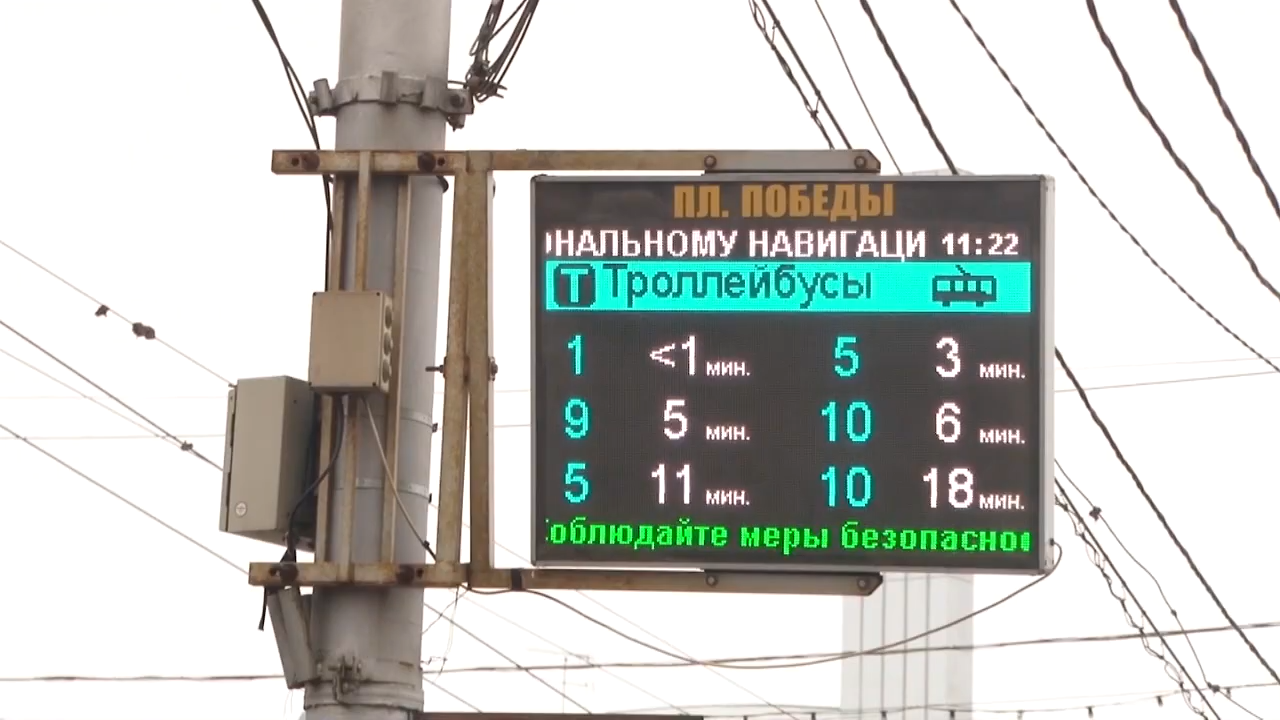 ПЛ. ПОБЕДЫ
НАЛЬНОМУ НАВИГАЦИ 11:22
Т Троллейбусы
1 <1 мин. 5 3 мин.
9 5 мин. 10 6 мин.
5 11 мин. 10 18 мин.
облюдайте меры безопаснос